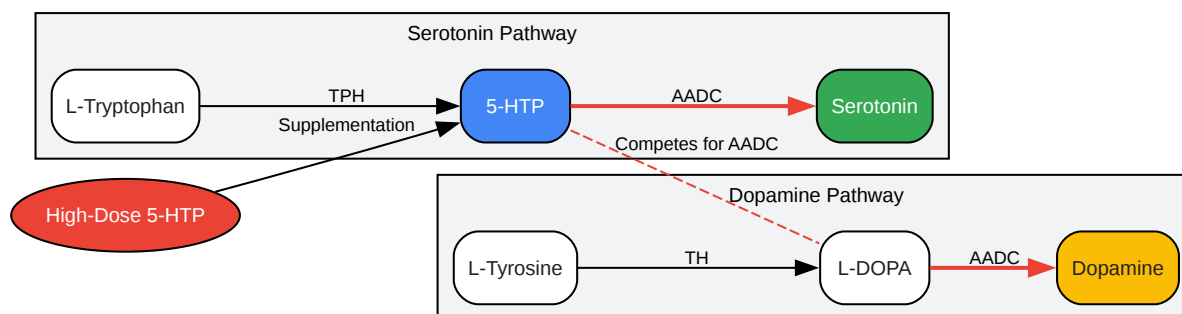 Serotonin Pathway
L-Tryptophan
TPH
5-HTP
AADC
Serotonin
Supplementation
Competes for AADC
High-Dose 5-HTP
Dopamine Pathway
L-Tyrosine
TH
L-DOPA
AADC
Dopamine